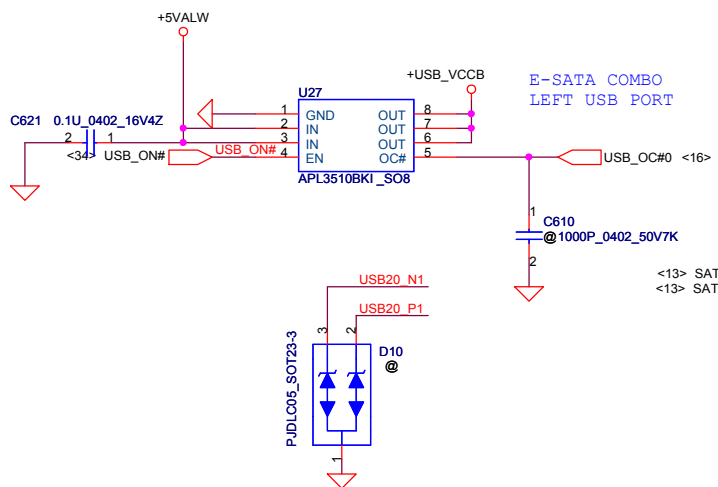 +5VALW
U27
+USB_VCCB
E-SATA COMBO
LEFT USB PORT
C621 0.1U_0402_16V4Z
1 GND OUT 8
2 IN OUT 7
3 IN OUT 6
4 EN OC# 5
2 1
<34> USB_ON# USB_ON#
USB_OC#0 <16>
APL3510BKI_SO8
1
C610
@ 1000P_0402_50V7K
2
<13> SAT
<13> SAT
USB20_N1
USB20_P1
3 2
D10
@
PJDLC05_SOT23-3
1